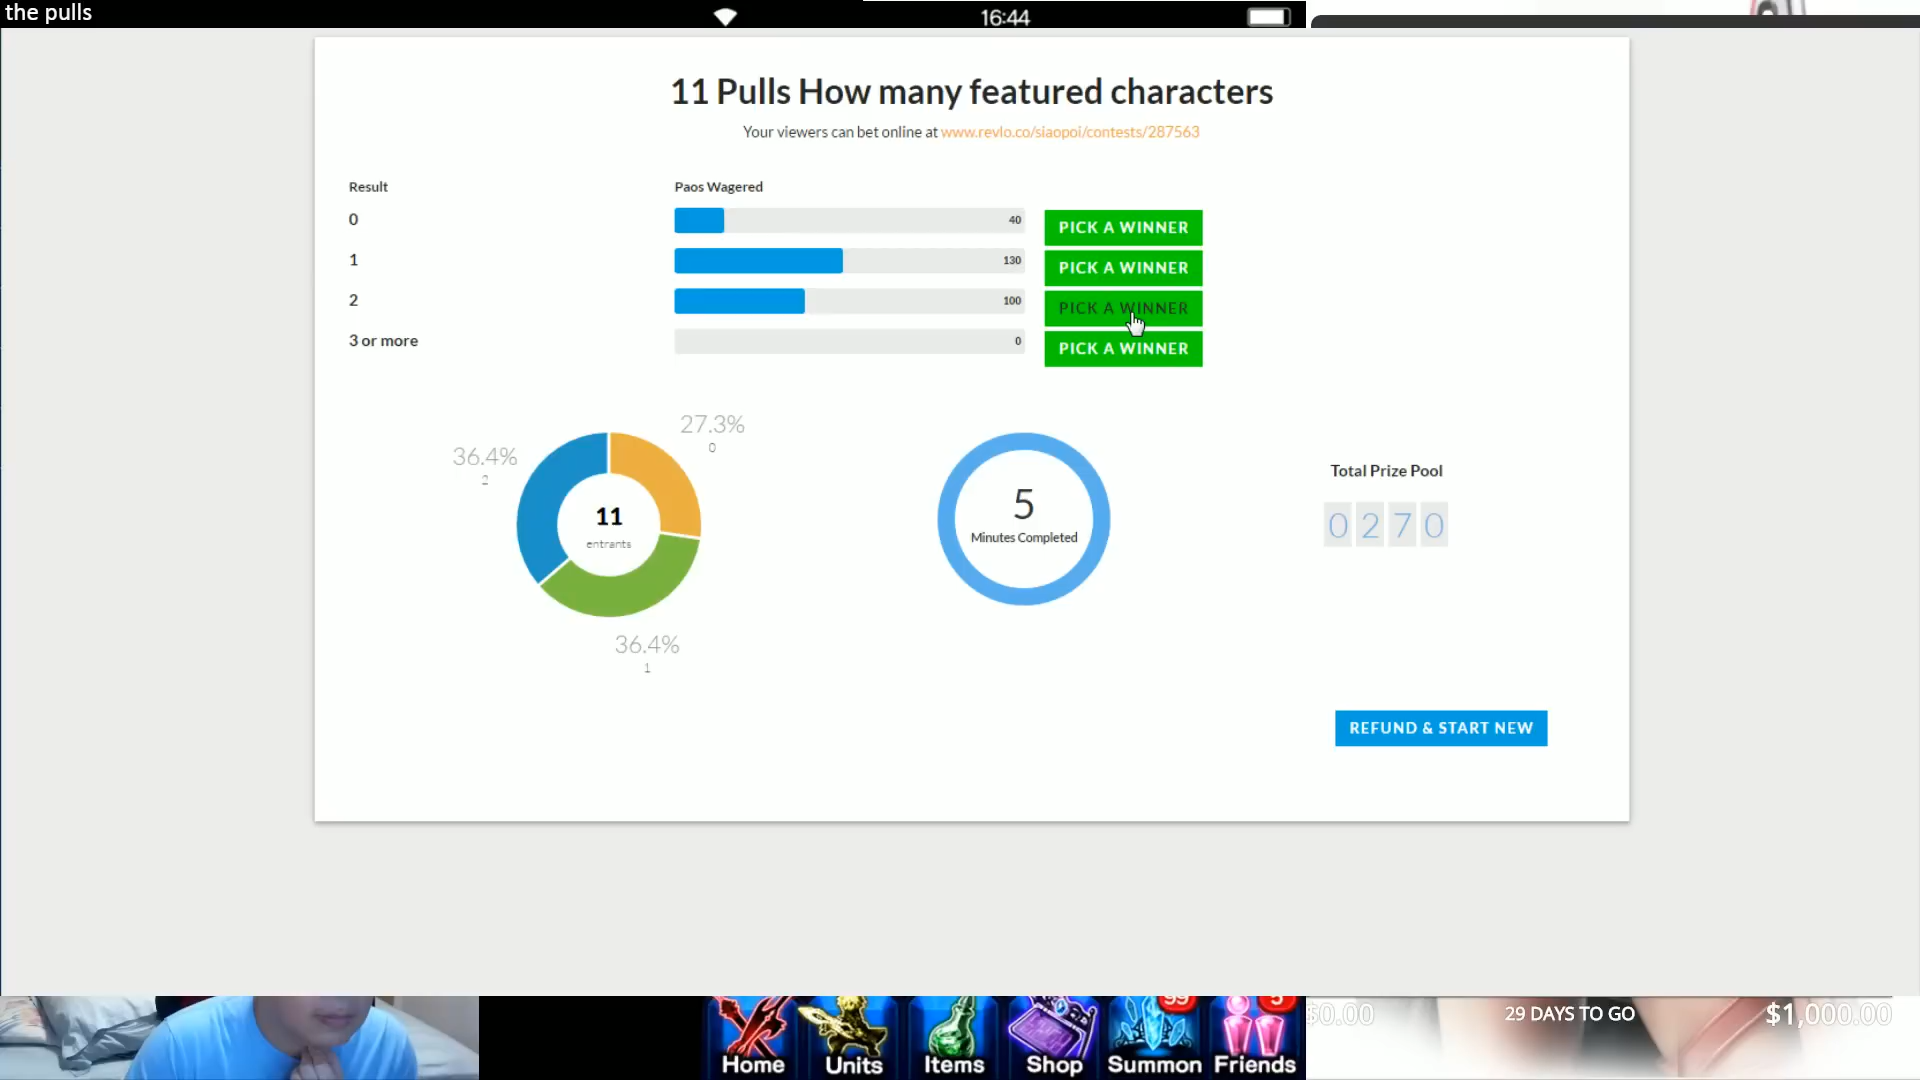 the pulls
16:44
11 Pulls How many featured characters
Your viewers can bet online at www.revlo.co/siaopoi/contests/287563
Result
Paos Wagered
0
40
PICK A WINNER
1
130
PICK A WINNER
2
100
PICK A WINNER
3 or more
0
PICK A WINNER
27.3%
0
36.4%
2
11
entrants
36.4%
1
5
Minutes Completed
Total Prize Pool
0270
REFUND & START NEW
99
5
Home
Units
Items
Shop
Summon
Friends
$0.00
29 DAYS TO GO
$1,000.00